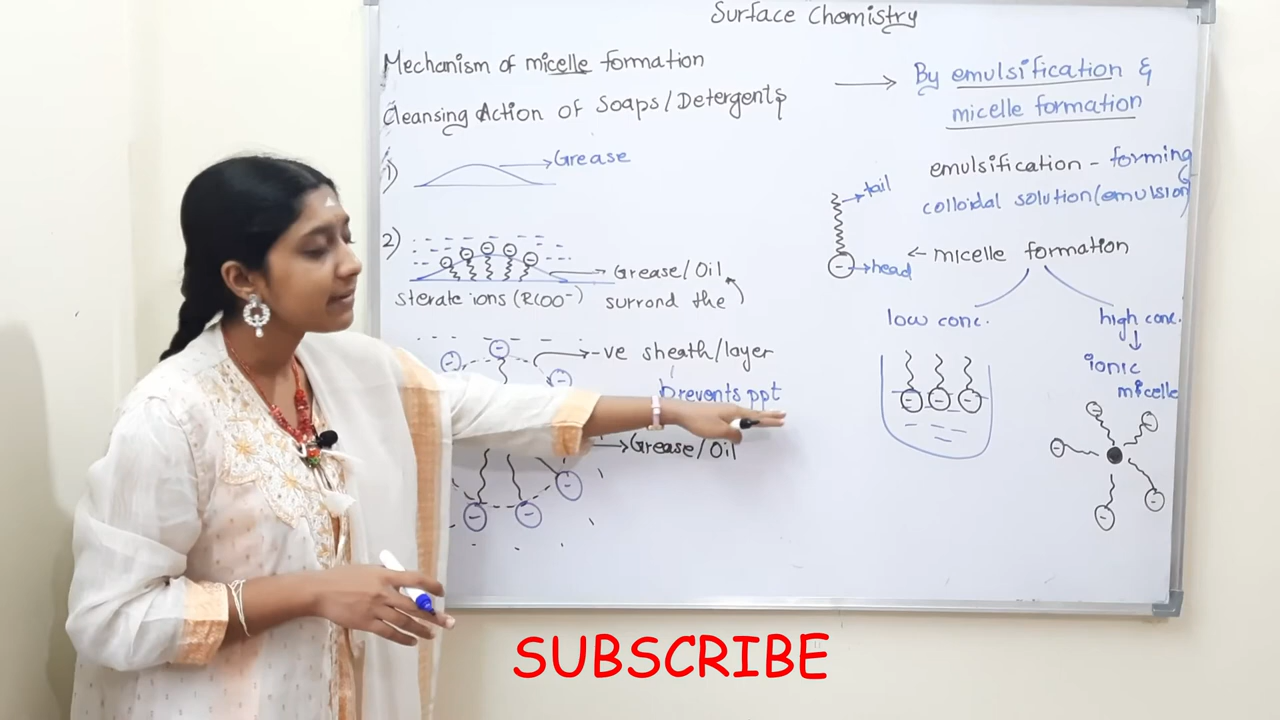 Surface Chemistry
Mechanism of micelle formation
Cleansing Action of Soaps/Detergents
1)
Grease
2)
Grease/Oil
sterate ions (RCOO-)
surrond the
-ve sheath/layer
prevents ppt
Grease/Oil
By emulsification &
micelle formation
emulsification - forming
colloidal solution (emulsion)
tail
head
micelle formation
low conc.
high conc.
ionic
micelle
SUBSCRIBE